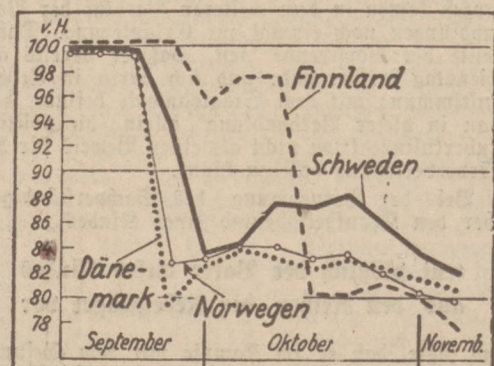 v.H.
100
98
96
94
92
90
88
86
84
82
80
78
Finnland
Schweden
Däne-
mark
Norwegen
September
Oktober
Novemb.